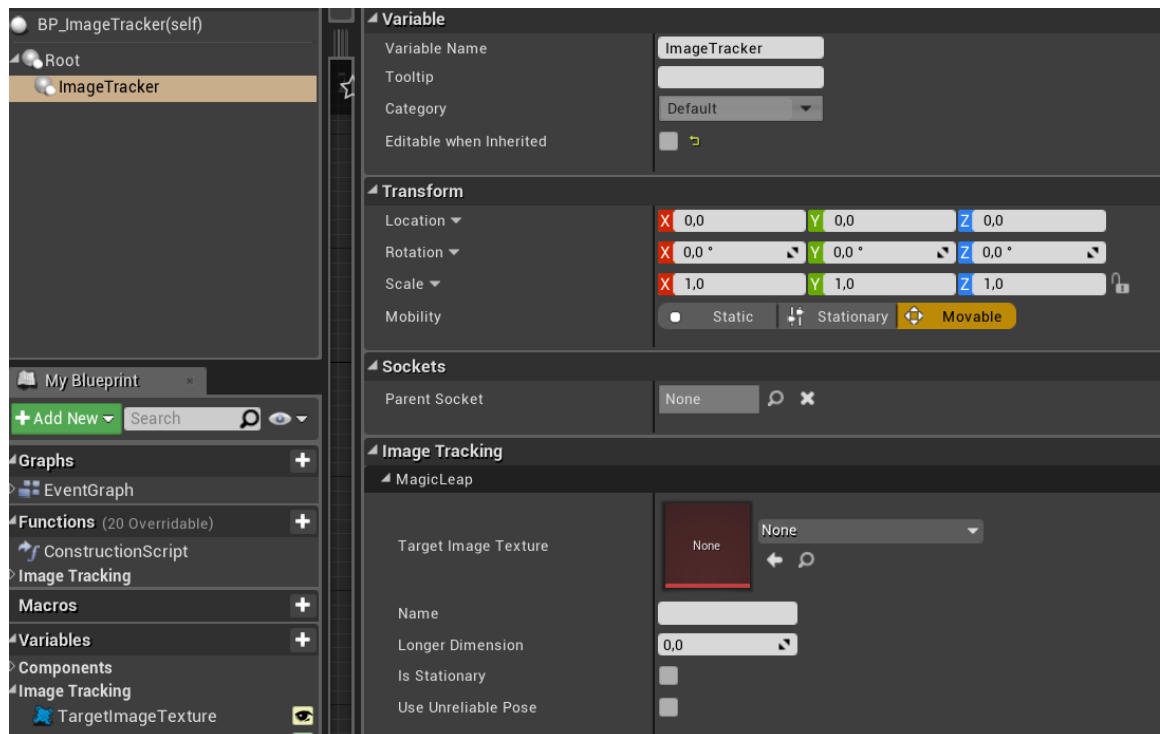 BP_ImageTracker(self)
Root
ImageTracker
My Blueprint
Add New Search
Graphs
EventGraph
Functions (20 Overridable)
ConstructionScript
Image Tracking
Macros
Variables
Components
Image Tracking
TargetImageTexture
Variable
Variable Name ImageTracker
Tooltip
Category Default
Editable when Inherited
Transform
Location X 0,0 Y 0,0 Z 0,0
Rotation X 0,0 ° Y 0,0 ° Z 0,0 °
Scale X 1,0 Y 1,0 Z 1,0
Mobility Static Stationary Movable
Sockets
Parent Socket None
Image Tracking
MagicLeap
Target Image Texture None None
Name
Longer Dimension 0,0
Is Stationary
Use Unreliable Pose